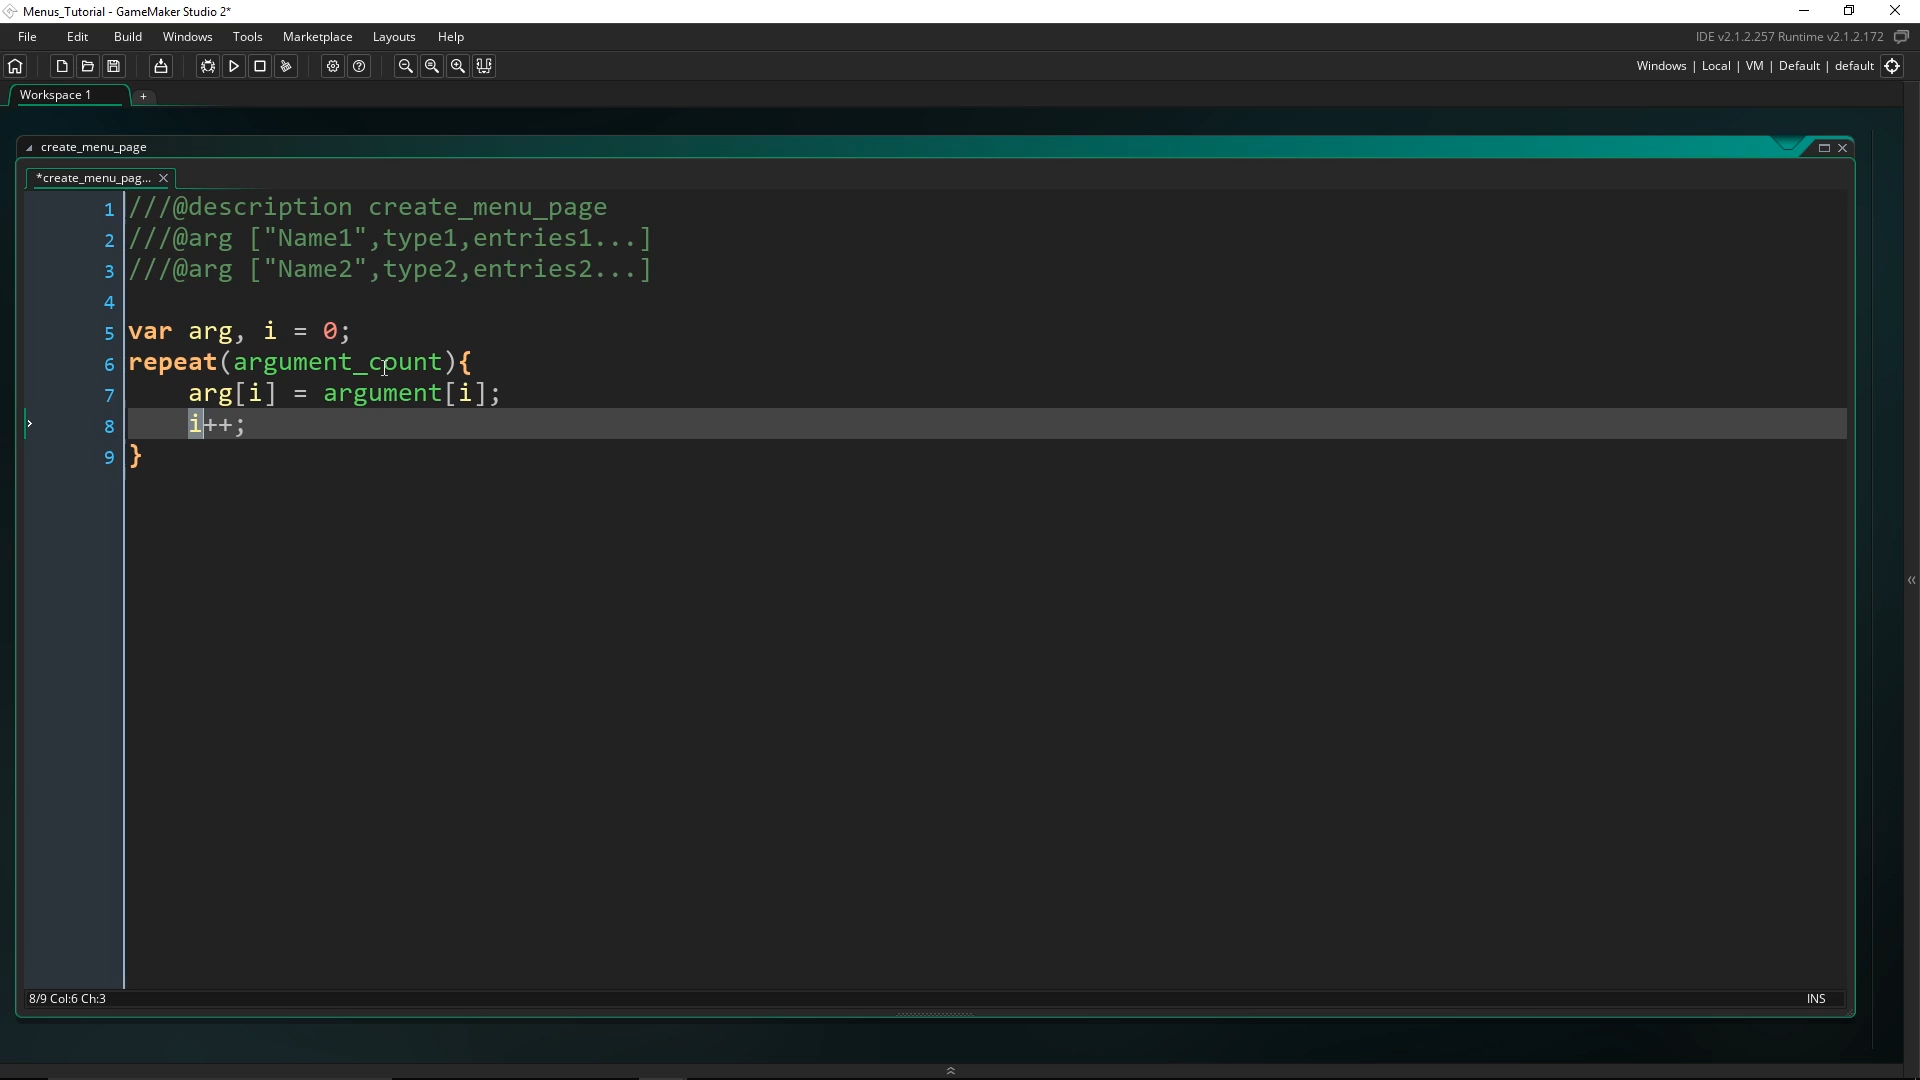 Menus_Tutorial - GameMaker Studio 2*
File Edit Build Windows Tools Marketplace Layouts Help
IDE v2.1.2.257 Runtime v2.1.2.172
Windows | Local | VM | Default | default
Workspace 1 +
create_menu_page
*create_menu_pag...
1 ///@description create_menu_page
2 ///@arg ["Name1",type1,entries1...]
3 ///@arg ["Name2",type2,entries2...]
4
5 var arg, i = 0;
6 repeat(argument_count){
7 arg[i] = argument[i];
8 i++;
9 }
8/9 Col:6 Ch:3
INS